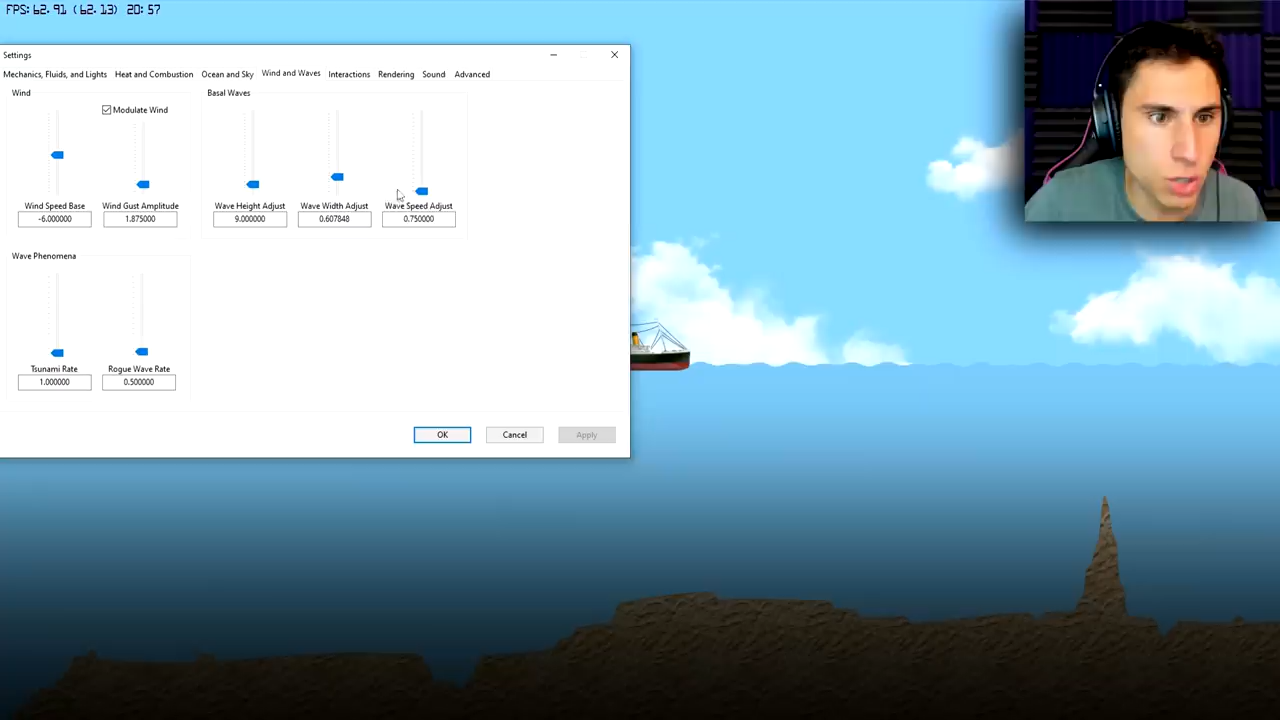 FPS: 62.91 (62.13) 20:57
Settings
Mechanics, Fluids, and Lights Heat and Combustion Ocean and Sky Wind and Waves Interactions Rendering Sound Advanced
Wind
Basal Waves
Modulate Wind
Wind Speed Base Wind Gust Amplitude Wave Height Adjust Wave Width Adjust Wave Speed Adjust
-6.000000 1.875000 9.000000 0.607848 0.750000
Wave Phenomena
Tsunami Rate Rogue Wave Rate
1.000000 0.500000
OK Cancel Apply